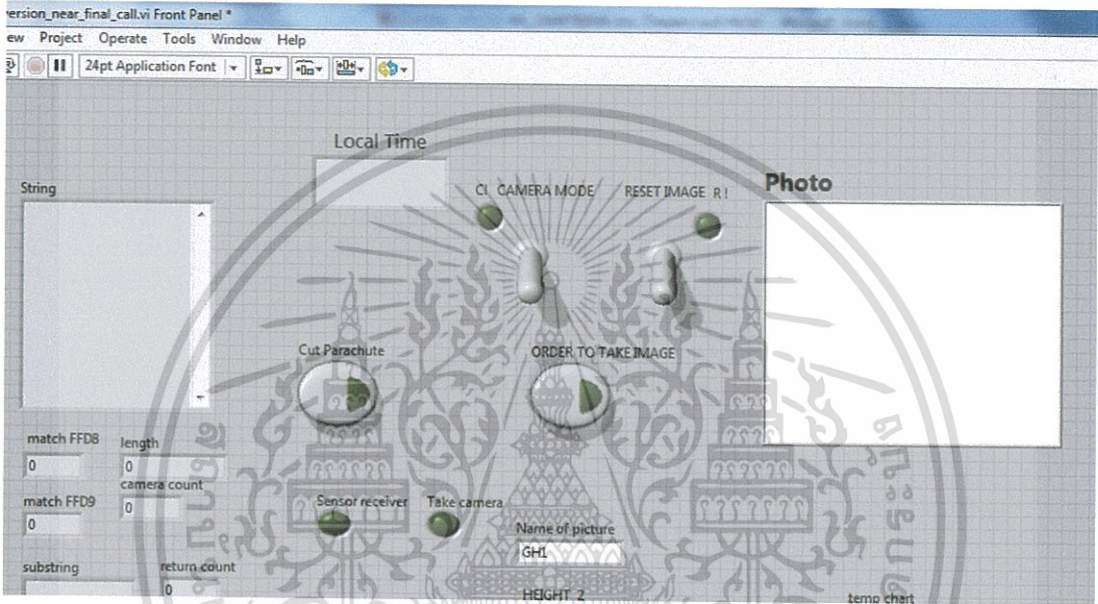 ersion_near_final_call.vi Front Panel *
ew Project Operate Tools Window Help
24pt Application Font
Local Time
String
CAMERA MODE
RESET IMAGE R !
Photo
Cut Parachute
ORDER TO TAKE IMAGE
match FFD8
length
0
0
camera count
match FFD9
0
0
Sensor receiver
Take camera
Name of picture
GH1
substring
return count
0
HEIGHT 2
temp chart